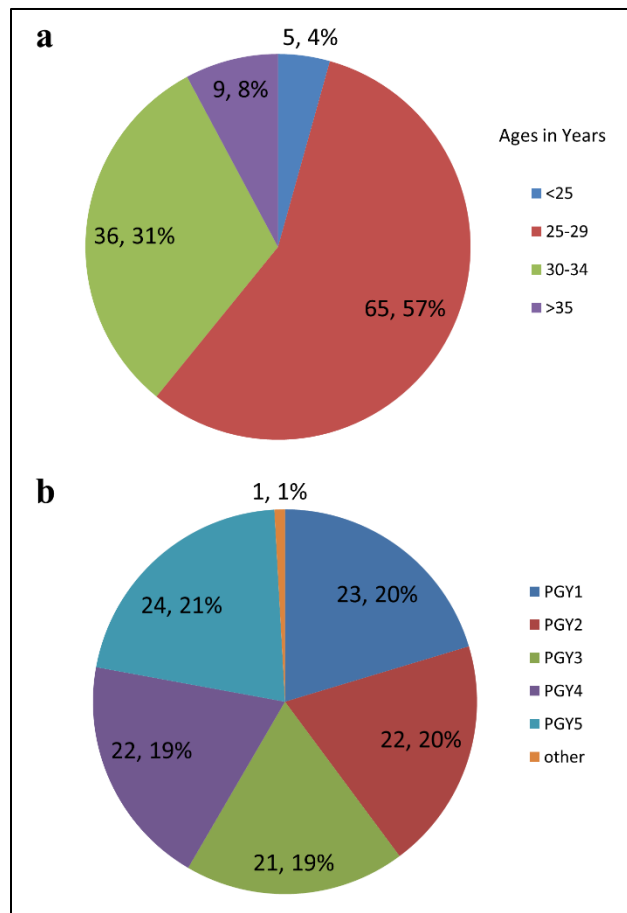 a
5, 4%
9, 8%
36, 31%
65, 57%
Ages in Years
<25
25-29
30-34
>35
b
1, 1%
24, 21%
23, 20%
22, 19%
22, 20%
21, 19%
PGY1
PGY2
PGY3
PGY4
PGY5
other